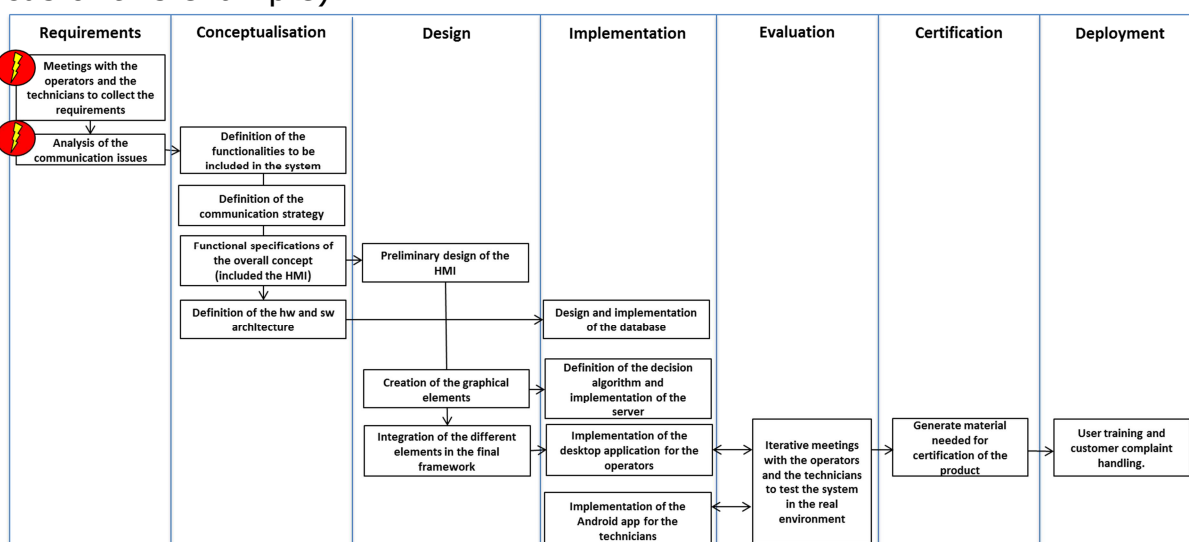 Requirements
Conceptualisation
Design
Implementation
Evaluation
Certification
Deployment
Meetings with the
operators and the
technicians to collect the
requirements
Analysis of the
communication issues
Definition of the
functionalities to be
included in the system
Definition of the
communication strategy
Functional specifications of
the overall concept
(included the HMI)
Definition of the hw and sw
architecture
Preliminary design of the
HMI
Creation of the graphical
elements
Integration of the different
elements in the final
framework
Design and implementation
of the database
Definition of the decision
algorithm and
implementation of the
server
Implementation of the
desktop application for the
operators
Implementation of the
Android app for the
technicians
Iterative meetings
with the operators
and the technicians
to test the system
in the real
environment
Generate material
needed for
certification of the
product
User training and
customer complaint
handling.